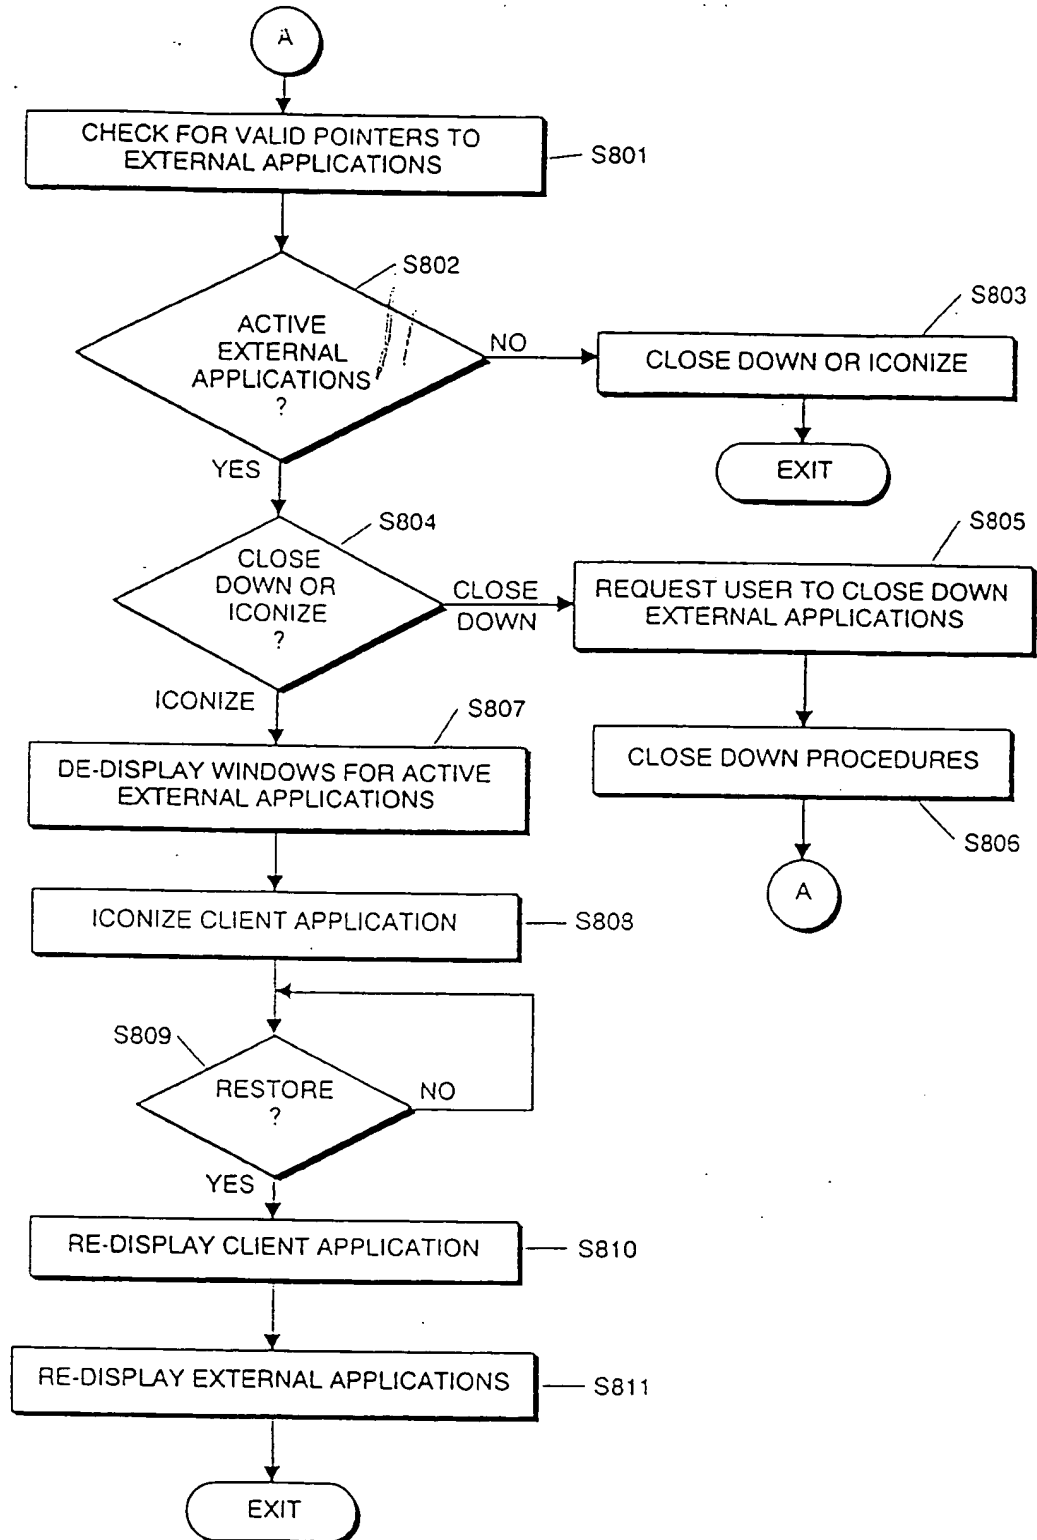 A
CHECK FOR VALID POINTERS TO
EXTERNAL APPLICATIONS
S801
S802
ACTIVE
EXTERNAL
APPLICATIONS
?
NO
S803
CLOSE DOWN OR ICONIZE
EXIT
YES
S804
CLOSE
DOWN OR
ICONIZE
?
CLOSE
DOWN
S805
REQUEST USER TO CLOSE DOWN
EXTERNAL APPLICATIONS
ICONIZE
S807
CLOSE DOWN PROCEDURES
S806
DE-DISPLAY WINDOWS FOR ACTIVE
EXTERNAL APPLICATIONS
A
ICONIZE CLIENT APPLICATION
S808
S809
RESTORE
?
NO
YES
RE-DISPLAY CLIENT APPLICATION
S810
RE-DISPLAY EXTERNAL APPLICATIONS
S811
EXIT